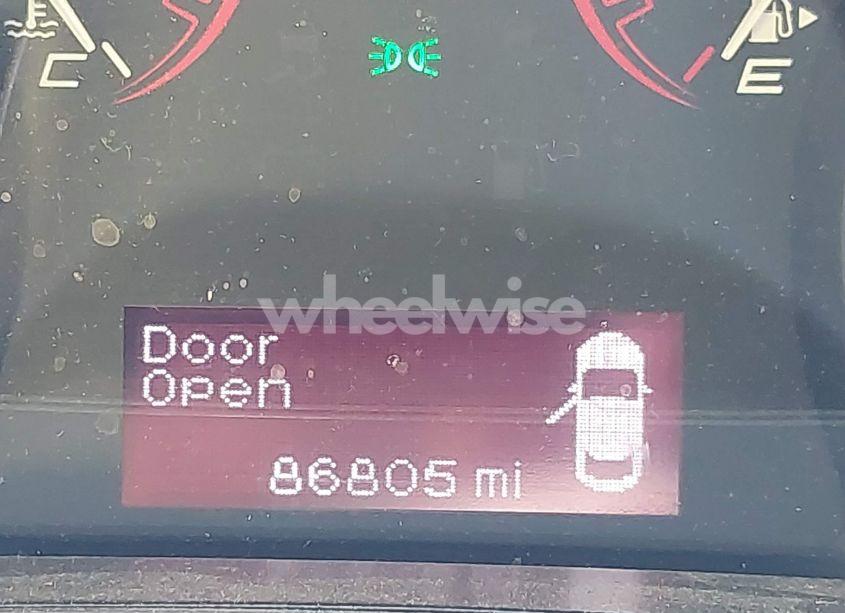 C
E
wheelwise
Door
Open
86805 mi